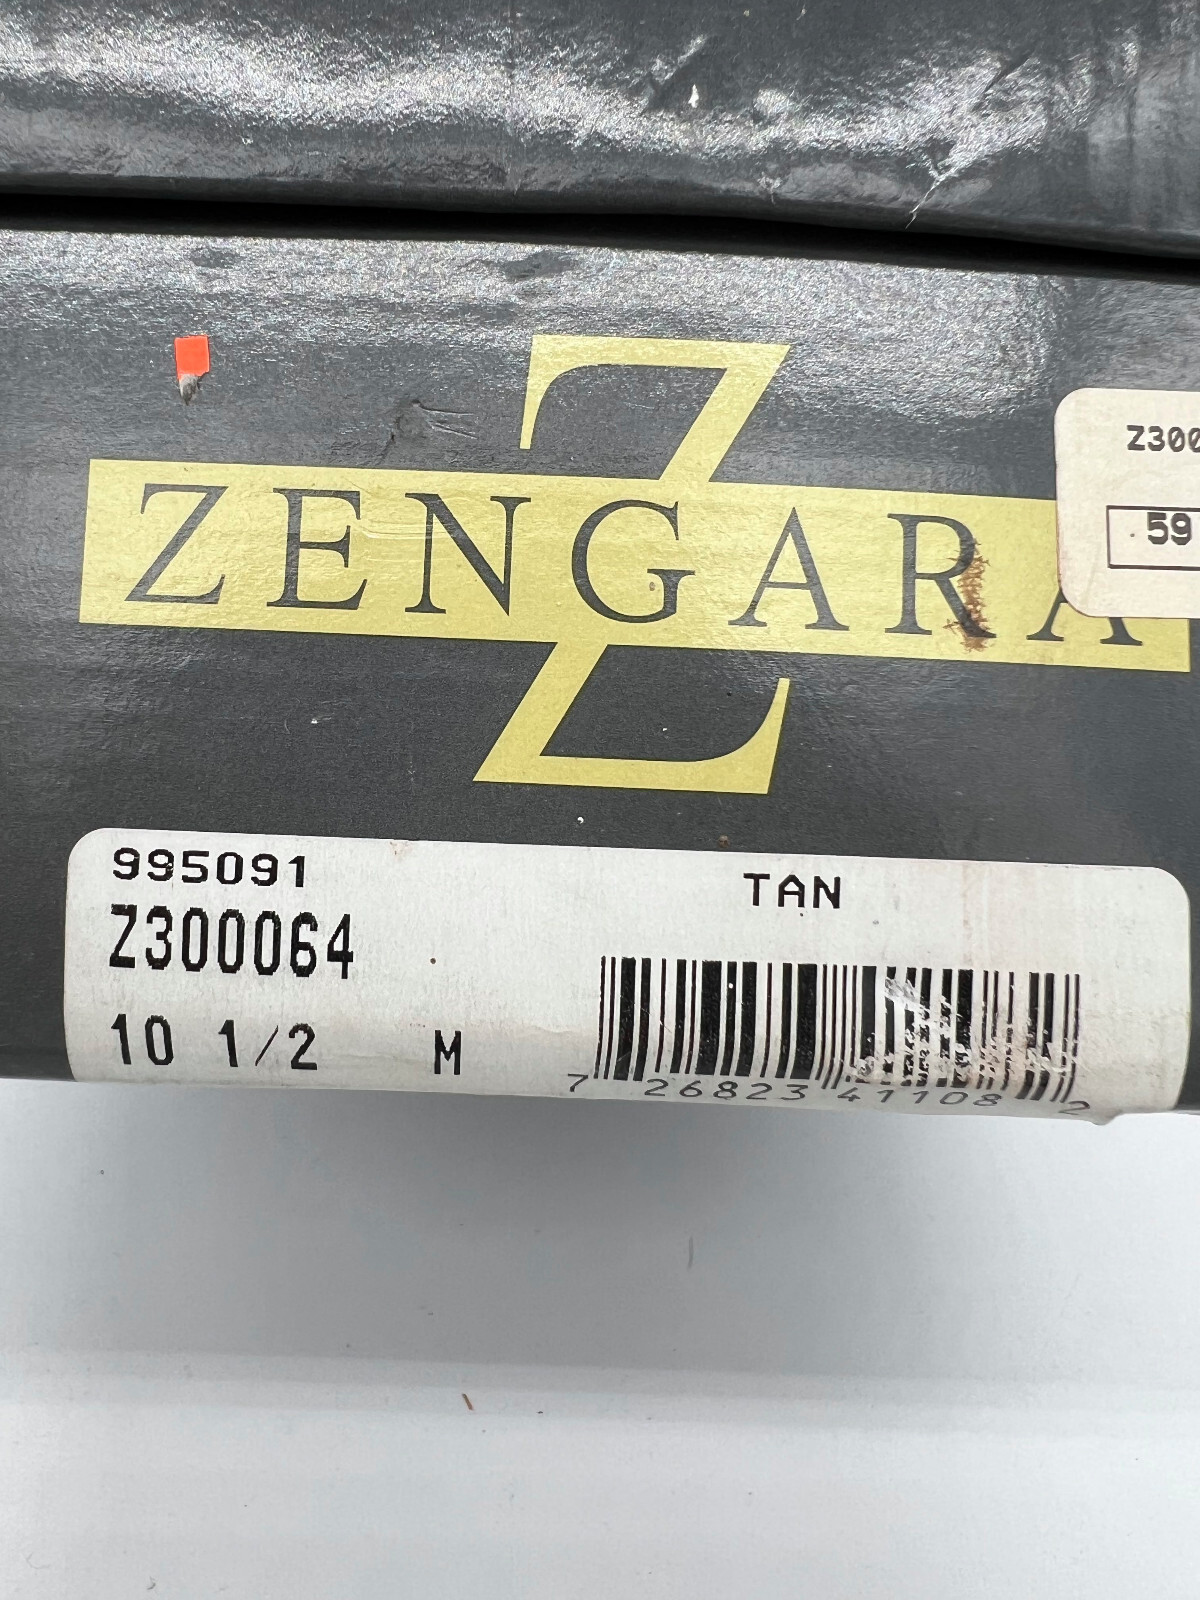 Z
ZENGARA
Z300
59
995091
TAN
Z300064
10 1/2 M
7 26823 41108 2